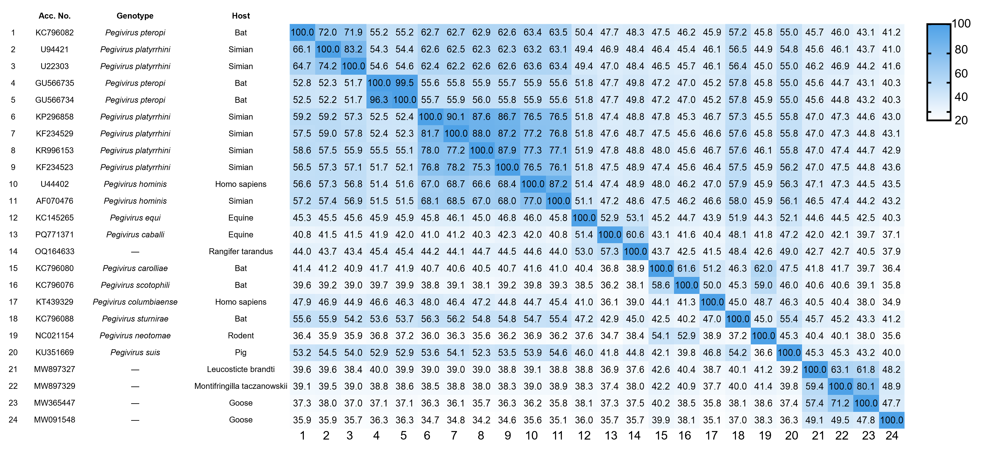 Acc. No. Genotype Host
1 KC796082 Pegivirus pteropi Bat 100.0 72.0 71.9 55.2 55.2 62.7 62.7 62.9 62.6 63.4 63.5 50.4 47.7 48.3 47.5 46.2 45.9 57.2 45.8 55.0 45.7 46.0 43.1 41.2
2 U94421 Pegivirus platyrrhini Simian 66.1 100.0 83.2 54.3 54.4 62.6 62.5 62.3 62.3 63.2 63.1 49.4 46.9 48.4 46.4 45.4 46.1 56.5 44.9 54.8 45.6 46.1 43.7 41.0
3 U22303 Pegivirus platyrrhini Simian 64.7 74.2 100.0 54.6 54.6 62.4 62.2 62.6 62.6 63.6 63.4 49.4 47.0 48.4 46.5 45.7 46.1 56.4 45.0 55.0 46.2 46.9 44.2 41.6
4 GU566735 Pegivirus pteropi Bat 52.8 52.3 51.7 100.0 99.5 55.6 55.8 55.9 55.7 55.9 55.6 51.8 47.7 49.8 47.2 47.0 45.2 57.8 45.8 55.0 45.6 44.7 43.1 40.3
5 GU566734 Pegivirus pteropi Bat 52.5 52.2 51.7 96.3 100.0 55.7 55.9 56.0 55.8 55.9 55.6 51.8 47.7 49.8 47.2 47.0 45.2 57.8 45.9 55.0 45.6 44.8 43.2 40.3
6 KP296858 Pegivirus platyrrhini Simian 59.2 59.2 57.3 52.5 52.4 100.0 90.1 87.6 86.7 76.5 76.5 51.8 47.4 48.8 47.8 45.3 46.7 57.3 45.5 55.8 47.0 47.3 44.6 43.0
7 KF234529 Pegivirus platyrrhini Simian 57.5 59.0 57.8 52.4 52.3 81.7 100.0 88.0 87.2 77.2 76.8 51.8 47.6 48.7 47.5 45.6 46.6 57.6 45.8 55.8 47.0 47.3 44.8 43.1
8 KR996153 Pegivirus platyrrhini Simian 58.6 57.5 55.9 55.5 55.1 78.0 77.2 100.0 87.9 77.3 77.1 51.9 47.8 48.8 48.0 45.6 46.7 57.6 46.1 55.8 47.0 47.4 44.7 42.9
9 KF234523 Pegivirus platyrrhini Simian 56.5 57.3 57.1 51.7 52.1 76.8 78.2 75.3 100.0 76.5 76.1 51.8 47.5 48.9 47.4 45.6 46.4 57.5 45.9 56.2 47.0 47.5 44.8 43.6
10 U44402 Pegivirus hominis Homo sapiens 56.6 57.3 56.8 51.4 51.6 67.0 68.7 66.6 68.4 100.0 87.2 51.4 47.4 48.9 48.0 46.2 47.0 57.9 45.9 56.3 47.1 47.3 44.5 43.5
11 AF070476 Pegivirus hominis Simian 57.2 57.4 56.9 51.5 51.5 68.1 68.5 67.0 68.0 77.0 100.0 51.1 47.2 48.6 47.5 46.2 46.6 58.0 45.9 56.1 46.5 47.4 44.2 43.2
12 KC145265 Pegivirus equi Equine 45.3 45.5 45.6 45.9 45.9 45.8 46.1 45.0 46.8 46.0 45.8 100.0 52.9 53.1 45.2 44.7 43.9 51.9 44.3 52.1 44.6 44.5 42.5 40.3
13 PQ771371 Pegivirus caballi Equine 40.8 41.5 41.5 41.9 42.0 41.0 41.2 40.3 42.3 42.0 40.8 51.4 100.0 60.6 43.1 41.6 40.4 48.1 41.8 47.2 42.0 42.1 39.7 37.1
14 OQ164633 — Rangifer tarandus 44.0 43.7 43.4 45.4 45.4 44.2 44.1 44.7 44.5 44.6 44.0 53.0 57.3 100.0 43.7 42.5 41.5 48.4 42.6 49.0 42.7 42.7 40.5 37.9
15 KC796080 Pegivirus carolliae Bat 41.4 41.2 40.9 41.7 41.9 40.7 40.6 40.5 40.7 41.6 41.0 40.4 36.8 38.9 100.0 61.6 51.2 46.3 62.0 47.5 41.8 41.7 39.7 36.4
16 KC796076 Pegivirus scotophili Bat 39.6 39.2 39.0 39.7 39.9 38.8 39.1 38.1 39.2 39.8 39.3 38.5 36.2 38.1 58.6 100.0 50.0 45.3 59.0 46.0 40.6 40.6 39.1 35.8
17 KT439329 Pegivirus columbiaense Homo sapiens 47.9 46.9 44.9 46.6 46.3 48.0 46.4 47.2 44.8 44.7 45.4 41.0 36.1 39.0 44.1 41.3 100.0 45.0 48.7 46.3 40.5 40.4 38.0 34.9
18 KC796088 Pegivirus sturnirae Bat 55.6 55.9 54.2 53.6 53.7 56.3 56.2 54.8 54.8 54.7 55.4 47.2 42.9 45.0 42.5 40.2 47.0 100.0 45.0 55.4 45.7 45.2 43.3 41.2
19 NC021154 Pegivirus neotomae Rodent 36.4 35.9 35.9 36.8 37.2 36.0 36.3 35.6 36.2 36.9 36.2 37.6 34.7 38.4 54.1 52.9 38.9 37.2 100.0 45.3 40.4 40.1 38.0 35.6
20 KU351669 Pegivirus suis Pig 53.2 54.5 54.0 52.9 52.9 53.6 54.1 52.3 53.5 53.9 54.6 46.0 41.8 44.8 42.1 39.8 46.8 54.2 36.6 100.0 45.3 45.3 43.2 40.0
21 MW897327 — Leucosticte brandti 39.6 39.6 38.4 40.0 39.9 39.0 39.0 39.0 38.8 39.1 38.8 38.8 36.9 37.6 42.6 40.4 38.7 40.1 41.2 39.2 100.0 63.1 61.8 48.2
22 MW897329 — Montifringilla taczanowskii 39.1 39.5 39.0 38.8 38.6 38.5 38.8 38.0 38.3 39.0 38.9 38.3 37.4 38.0 42.2 40.9 37.7 40.0 41.4 39.8 59.4 100.0 80.1 48.9
23 MW365447 — Goose 37.3 38.0 37.0 37.1 37.1 36.3 36.1 35.7 36.3 36.2 35.8 38.1 37.3 37.5 40.2 38.5 35.8 38.1 38.6 37.4 57.4 71.2 100.0 47.7
24 MW091548 — Goose 35.9 35.9 35.7 36.3 36.3 34.7 34.8 34.2 34.6 35.6 35.1 36.0 35.7 35.7 39.9 38.1 35.1 37.0 38.3 36.3 49.1 49.5 47.8 100.0
1 2 3 4 5 6 7 8 9 10 11 12 13 14 15 16 17 18 19 20 21 22 23 24
100
80
60
40
20